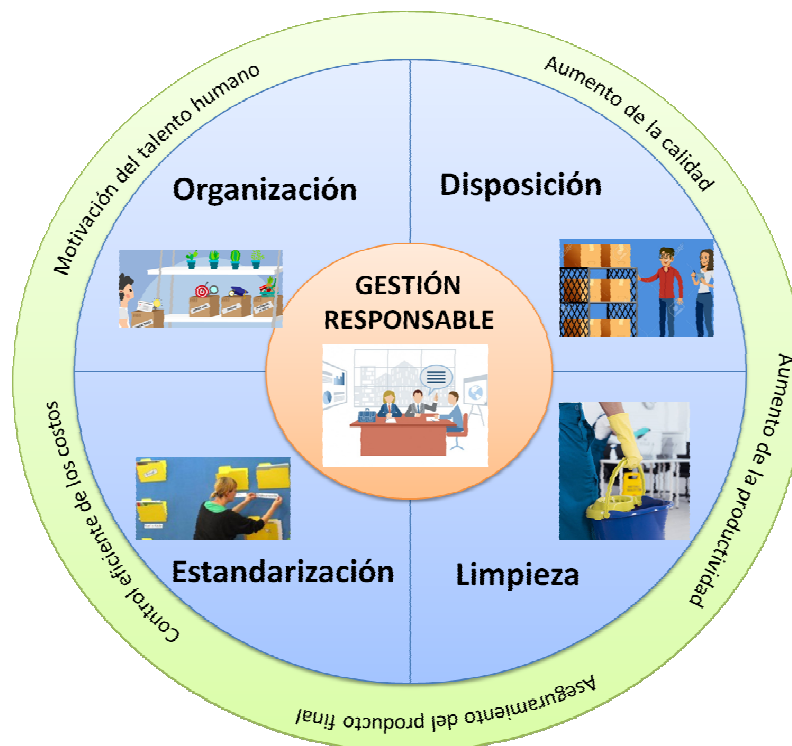 Motivación del talento humano
Aumento de la calidad
Organización
Disposición
GESTIÓN
RESPONSABLE
Control eficiente de los costos
Aumento de la productividad
Estandarización
Limpieza
Aseguramiento del producto final